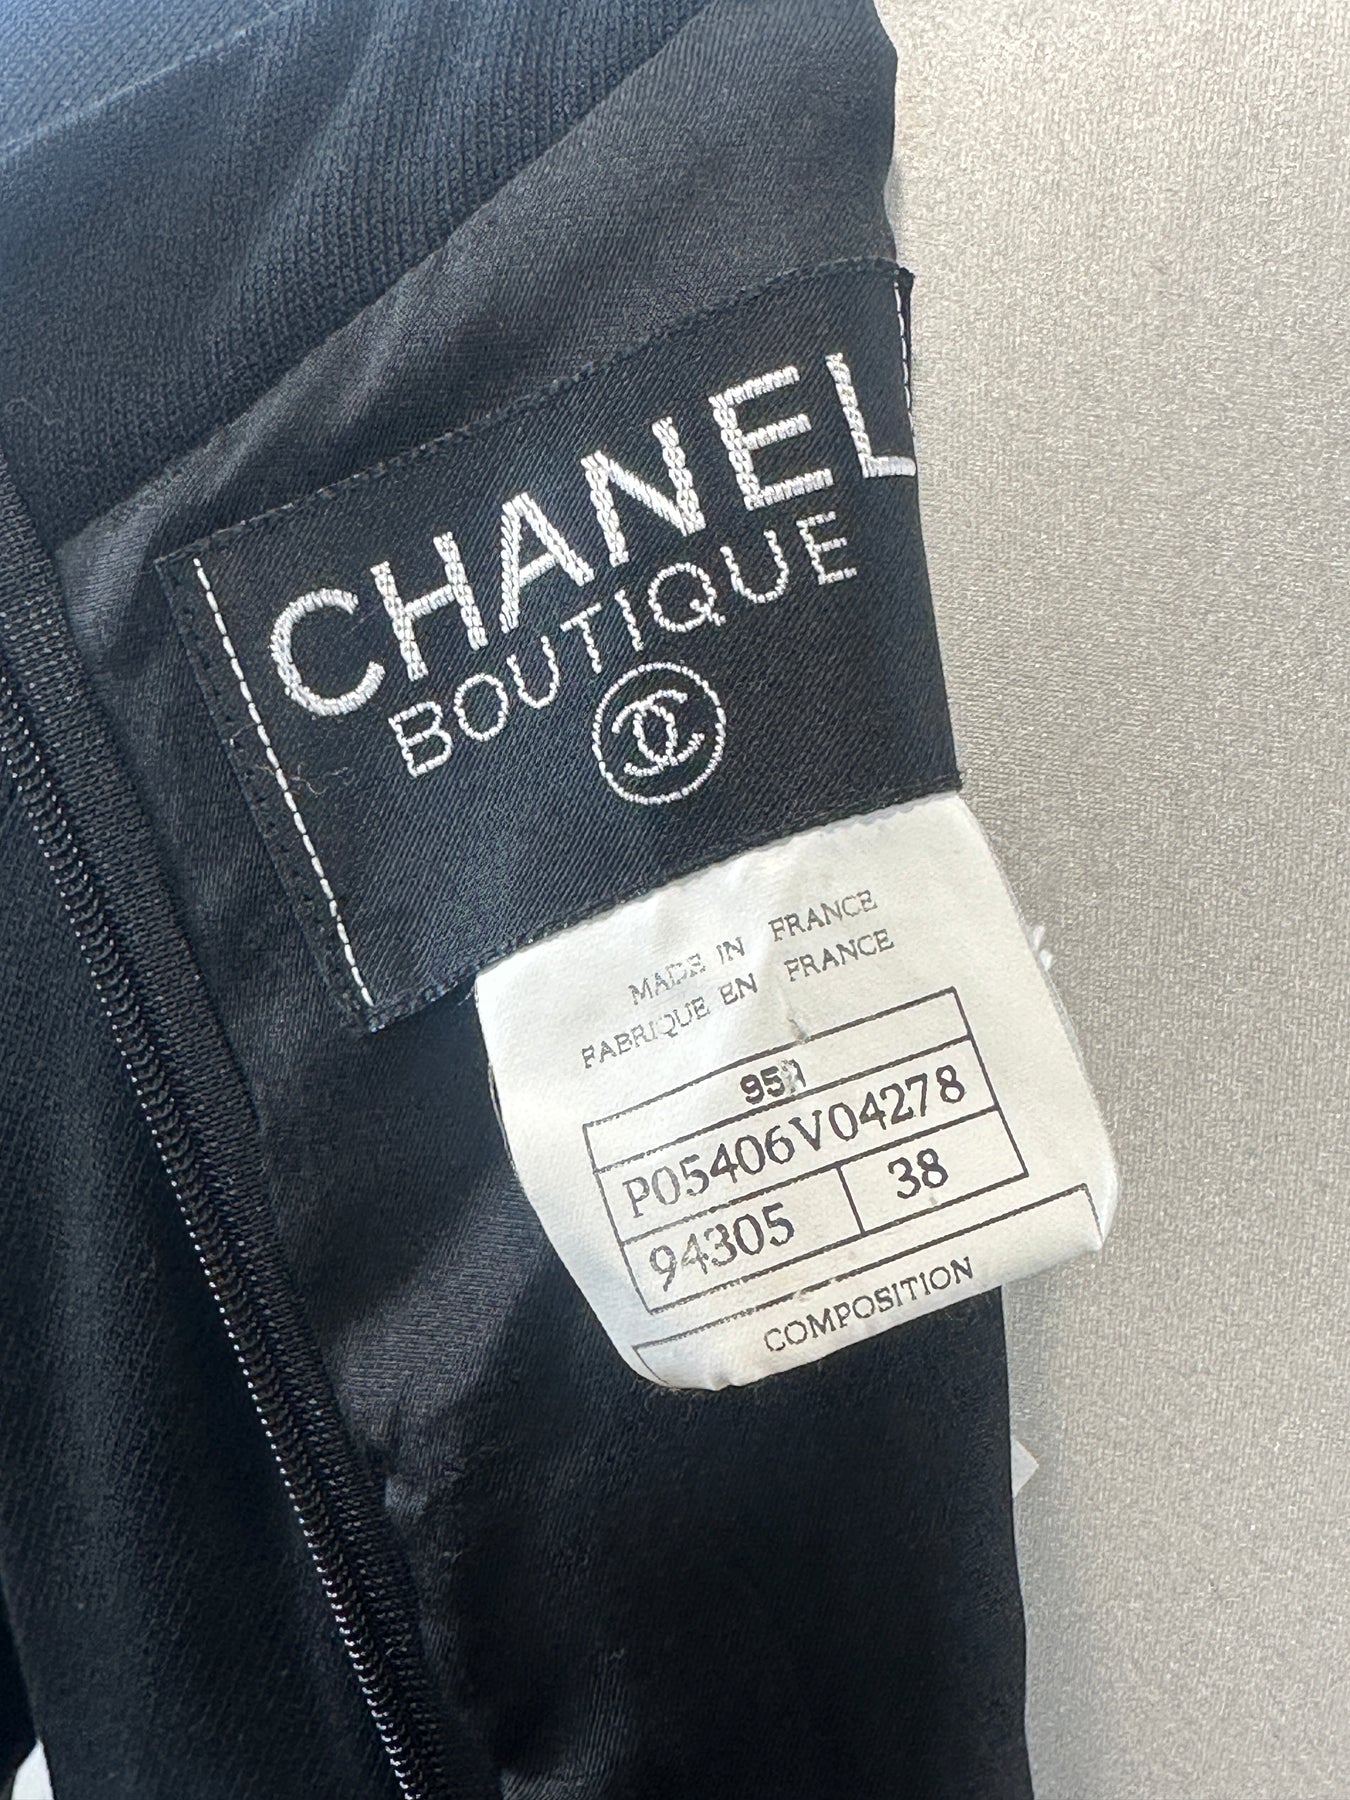 CHANEL
BOUTIQUE
MADE IN FRANCE
FABRIQUE EN FRANCE
P05406V04278
94305 38
COMPOSITION